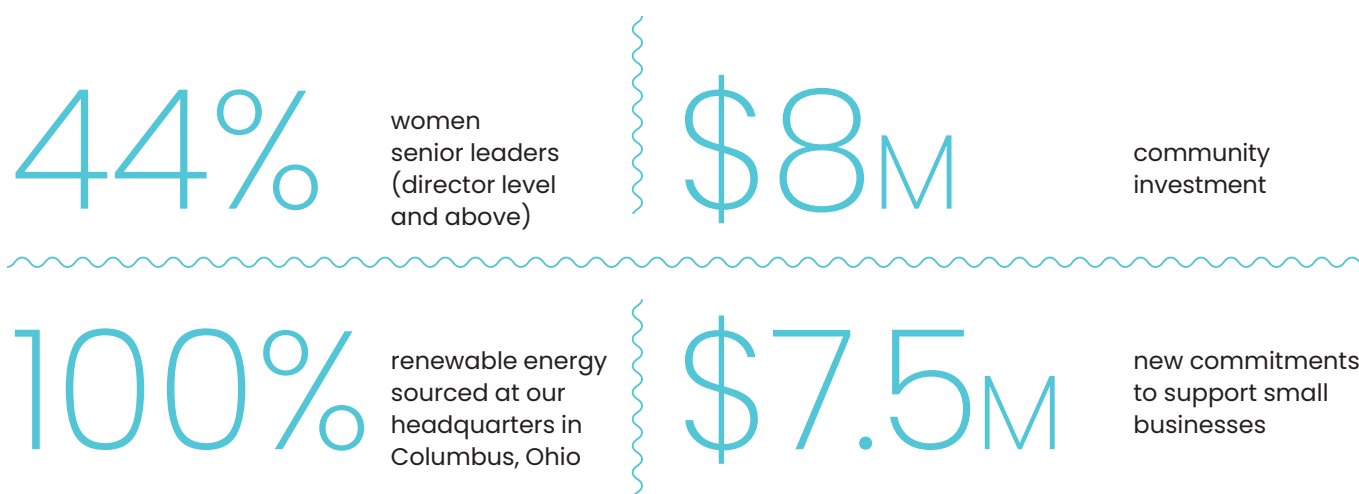 44%
women
senior leaders
(director level
and above)
$8M
community
investment
100%
renewable energy
sourced at our
headquarters in
Columbus, Ohio
$7.5M
new commitments
to support small
businesses